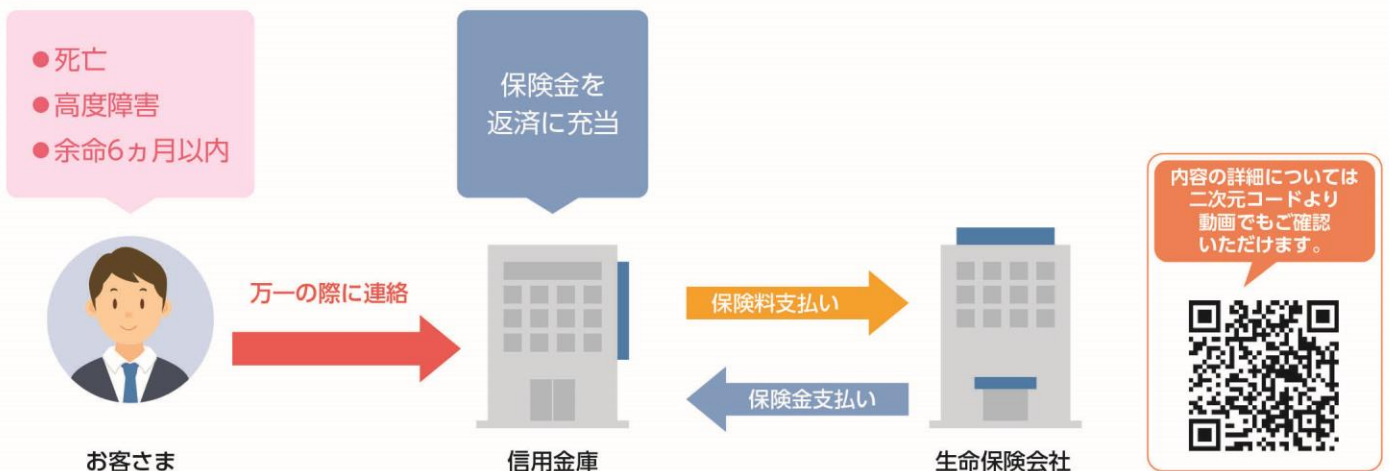 ●死亡
●高度障害
●余命6ヵ月以内
保険金を
返済に充当
内容の詳細については
二次元コードより
動画でもご確認
いただけます。
万一の際に連絡
保険料支払い
保険金支払い
お客さま
信用金庫
生命保険会社